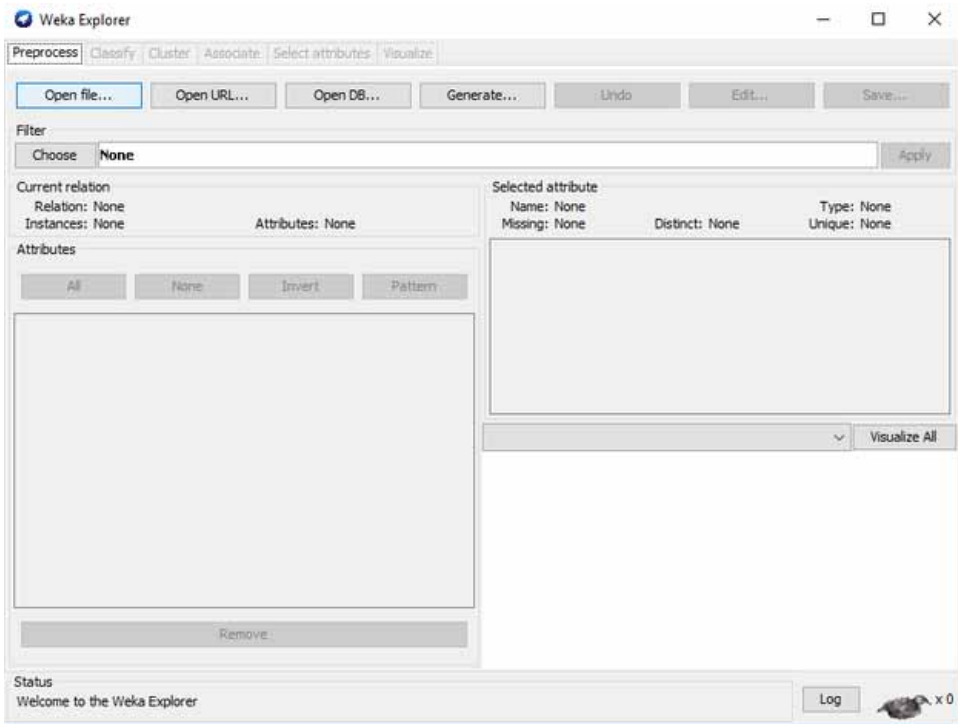 Weka Explorer
Preprocess Classify Cluster Associate Select attributes Visualize
Open file... Open URL... Open DB... Generate... Undo Edit... Save...
Filter
Choose None Apply
Current relation
Relation: None
Instances: None Attributes: None
Selected attribute
Name: None Type: None
Missing: None Distinct: None Unique: None
Attributes
All None Invert Pattern
Visualize All
Remove
Status
Welcome to the Weka Explorer
Log x 0